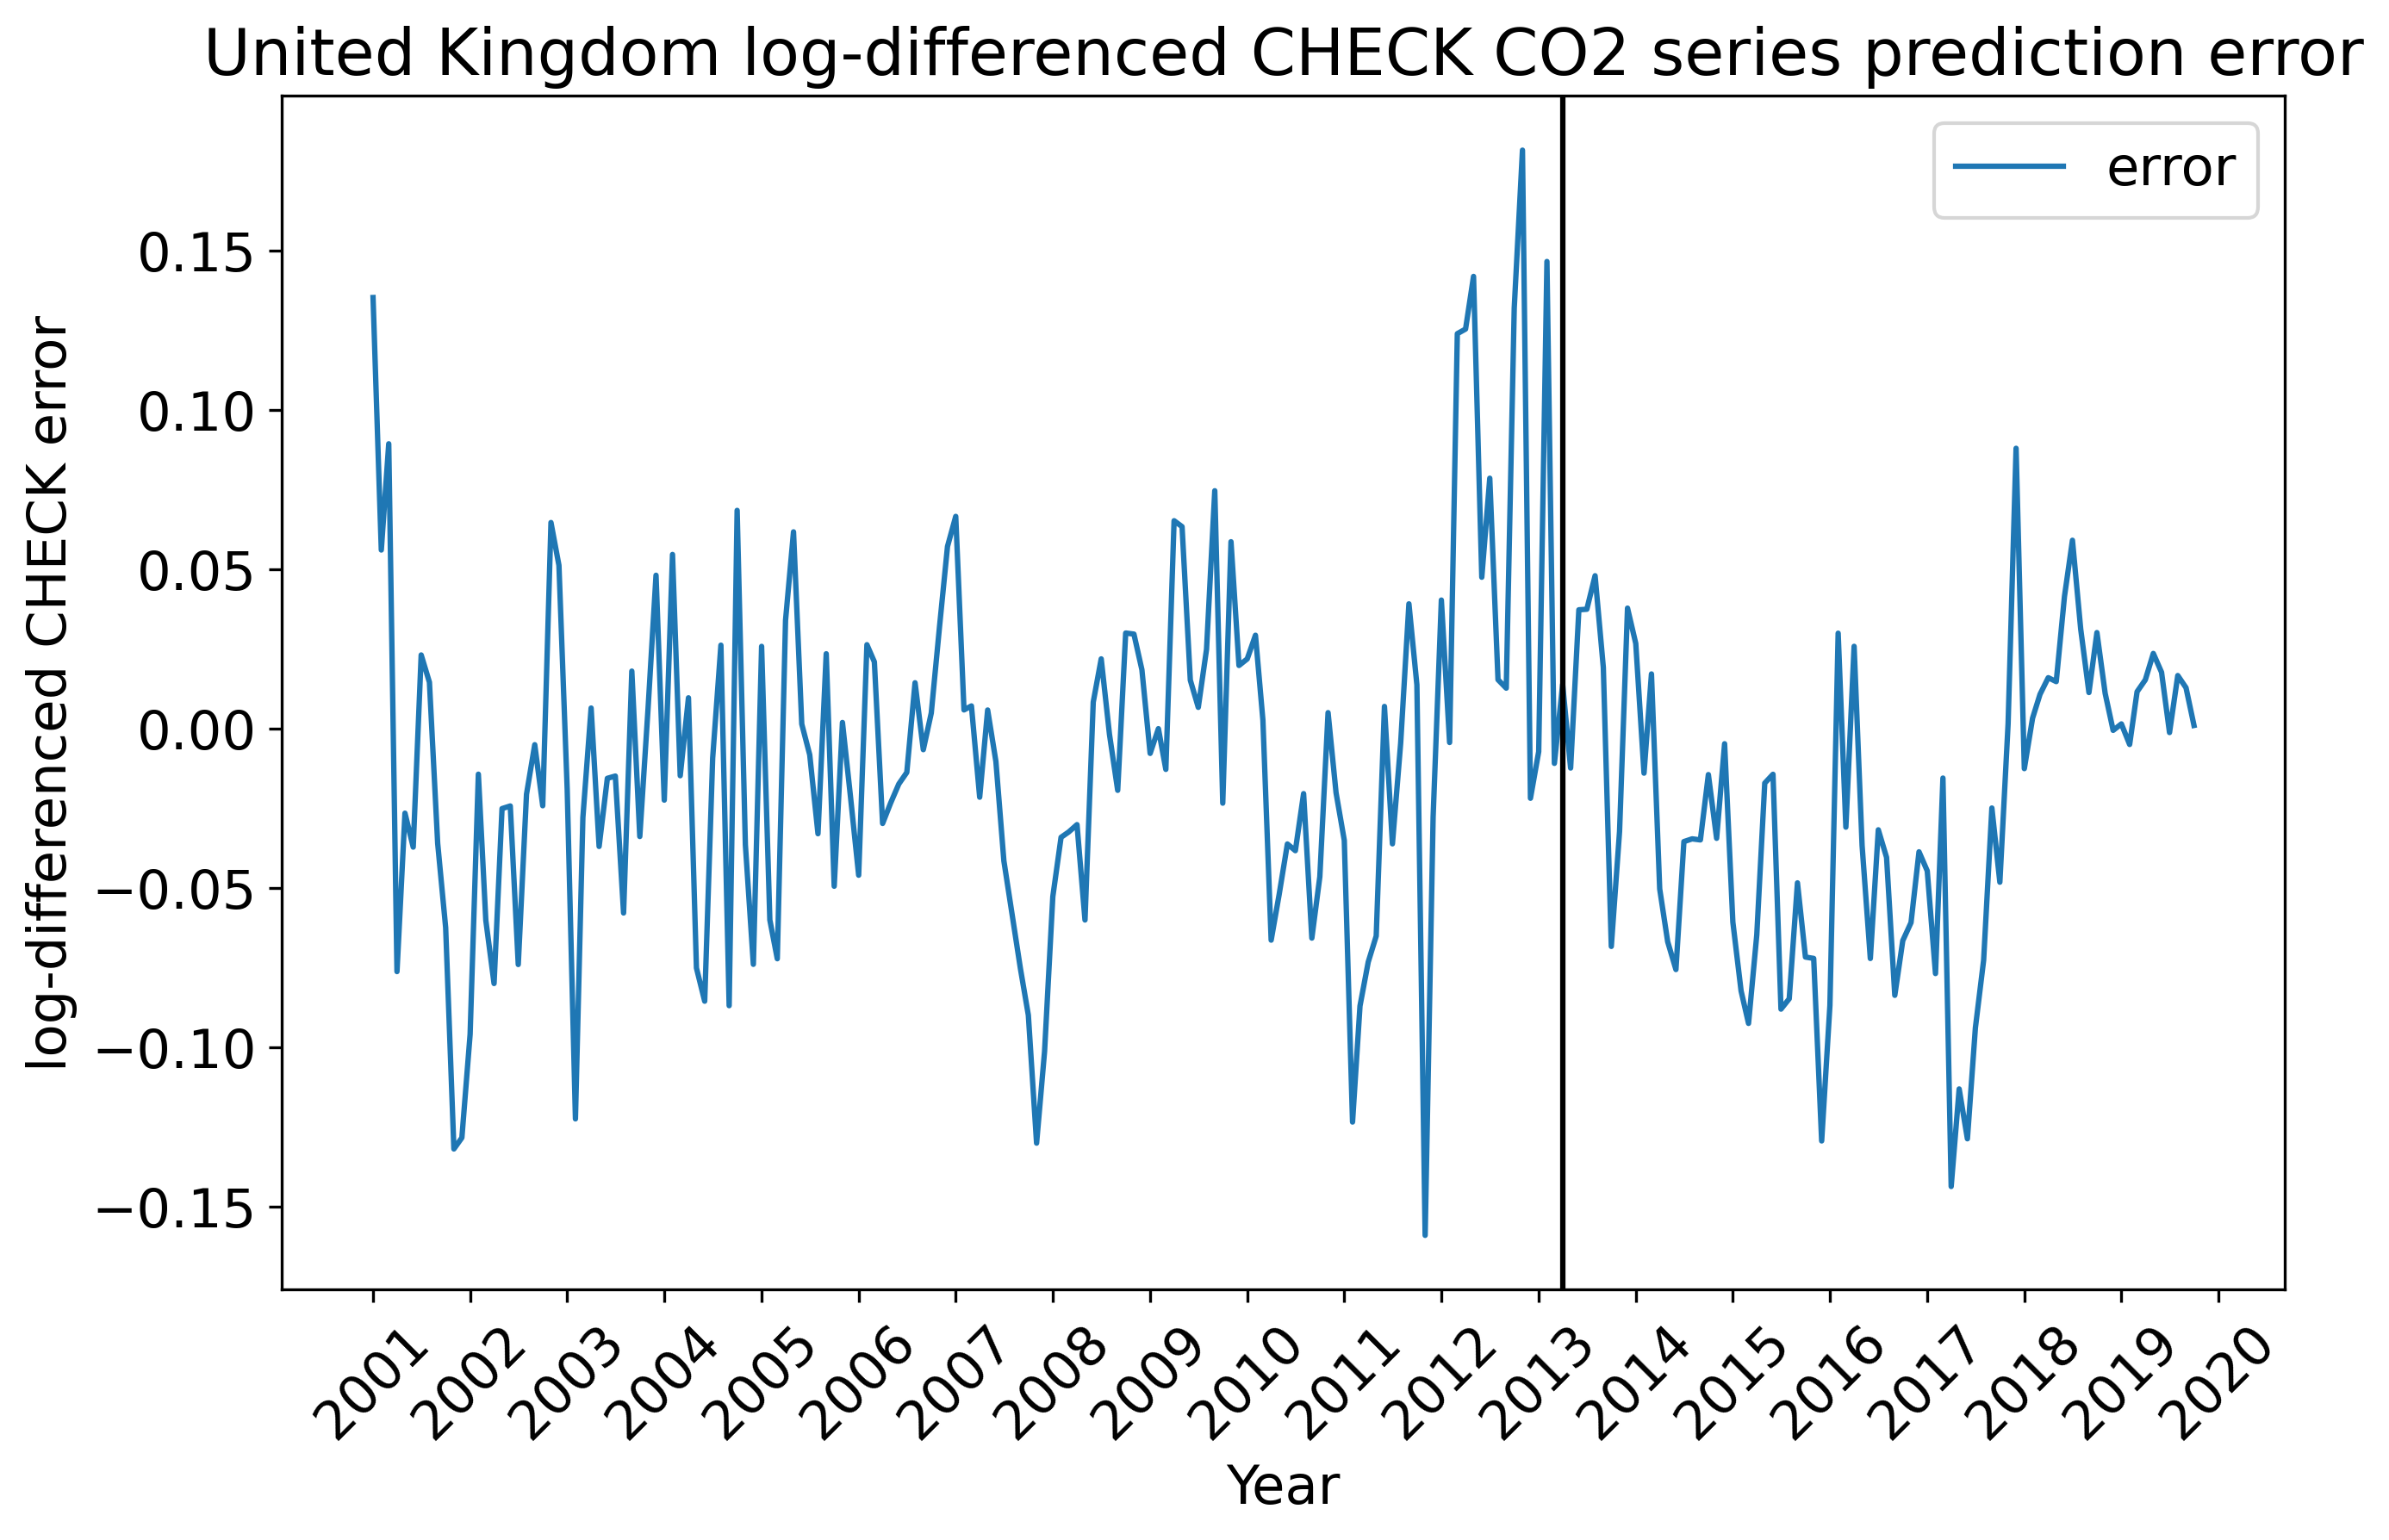 United Kingdom log-differenced CHECK CO2 series prediction error
error
log-differenced CHECK error
0.15
0.10
0.05
0.00
−0.05
−0.10
−0.15
2001 2002 2003 2004 2005 2006 2007 2008 2009 2010 2011 2012 2013 2014 2015 2016 2017 2018 2019 2020
Year